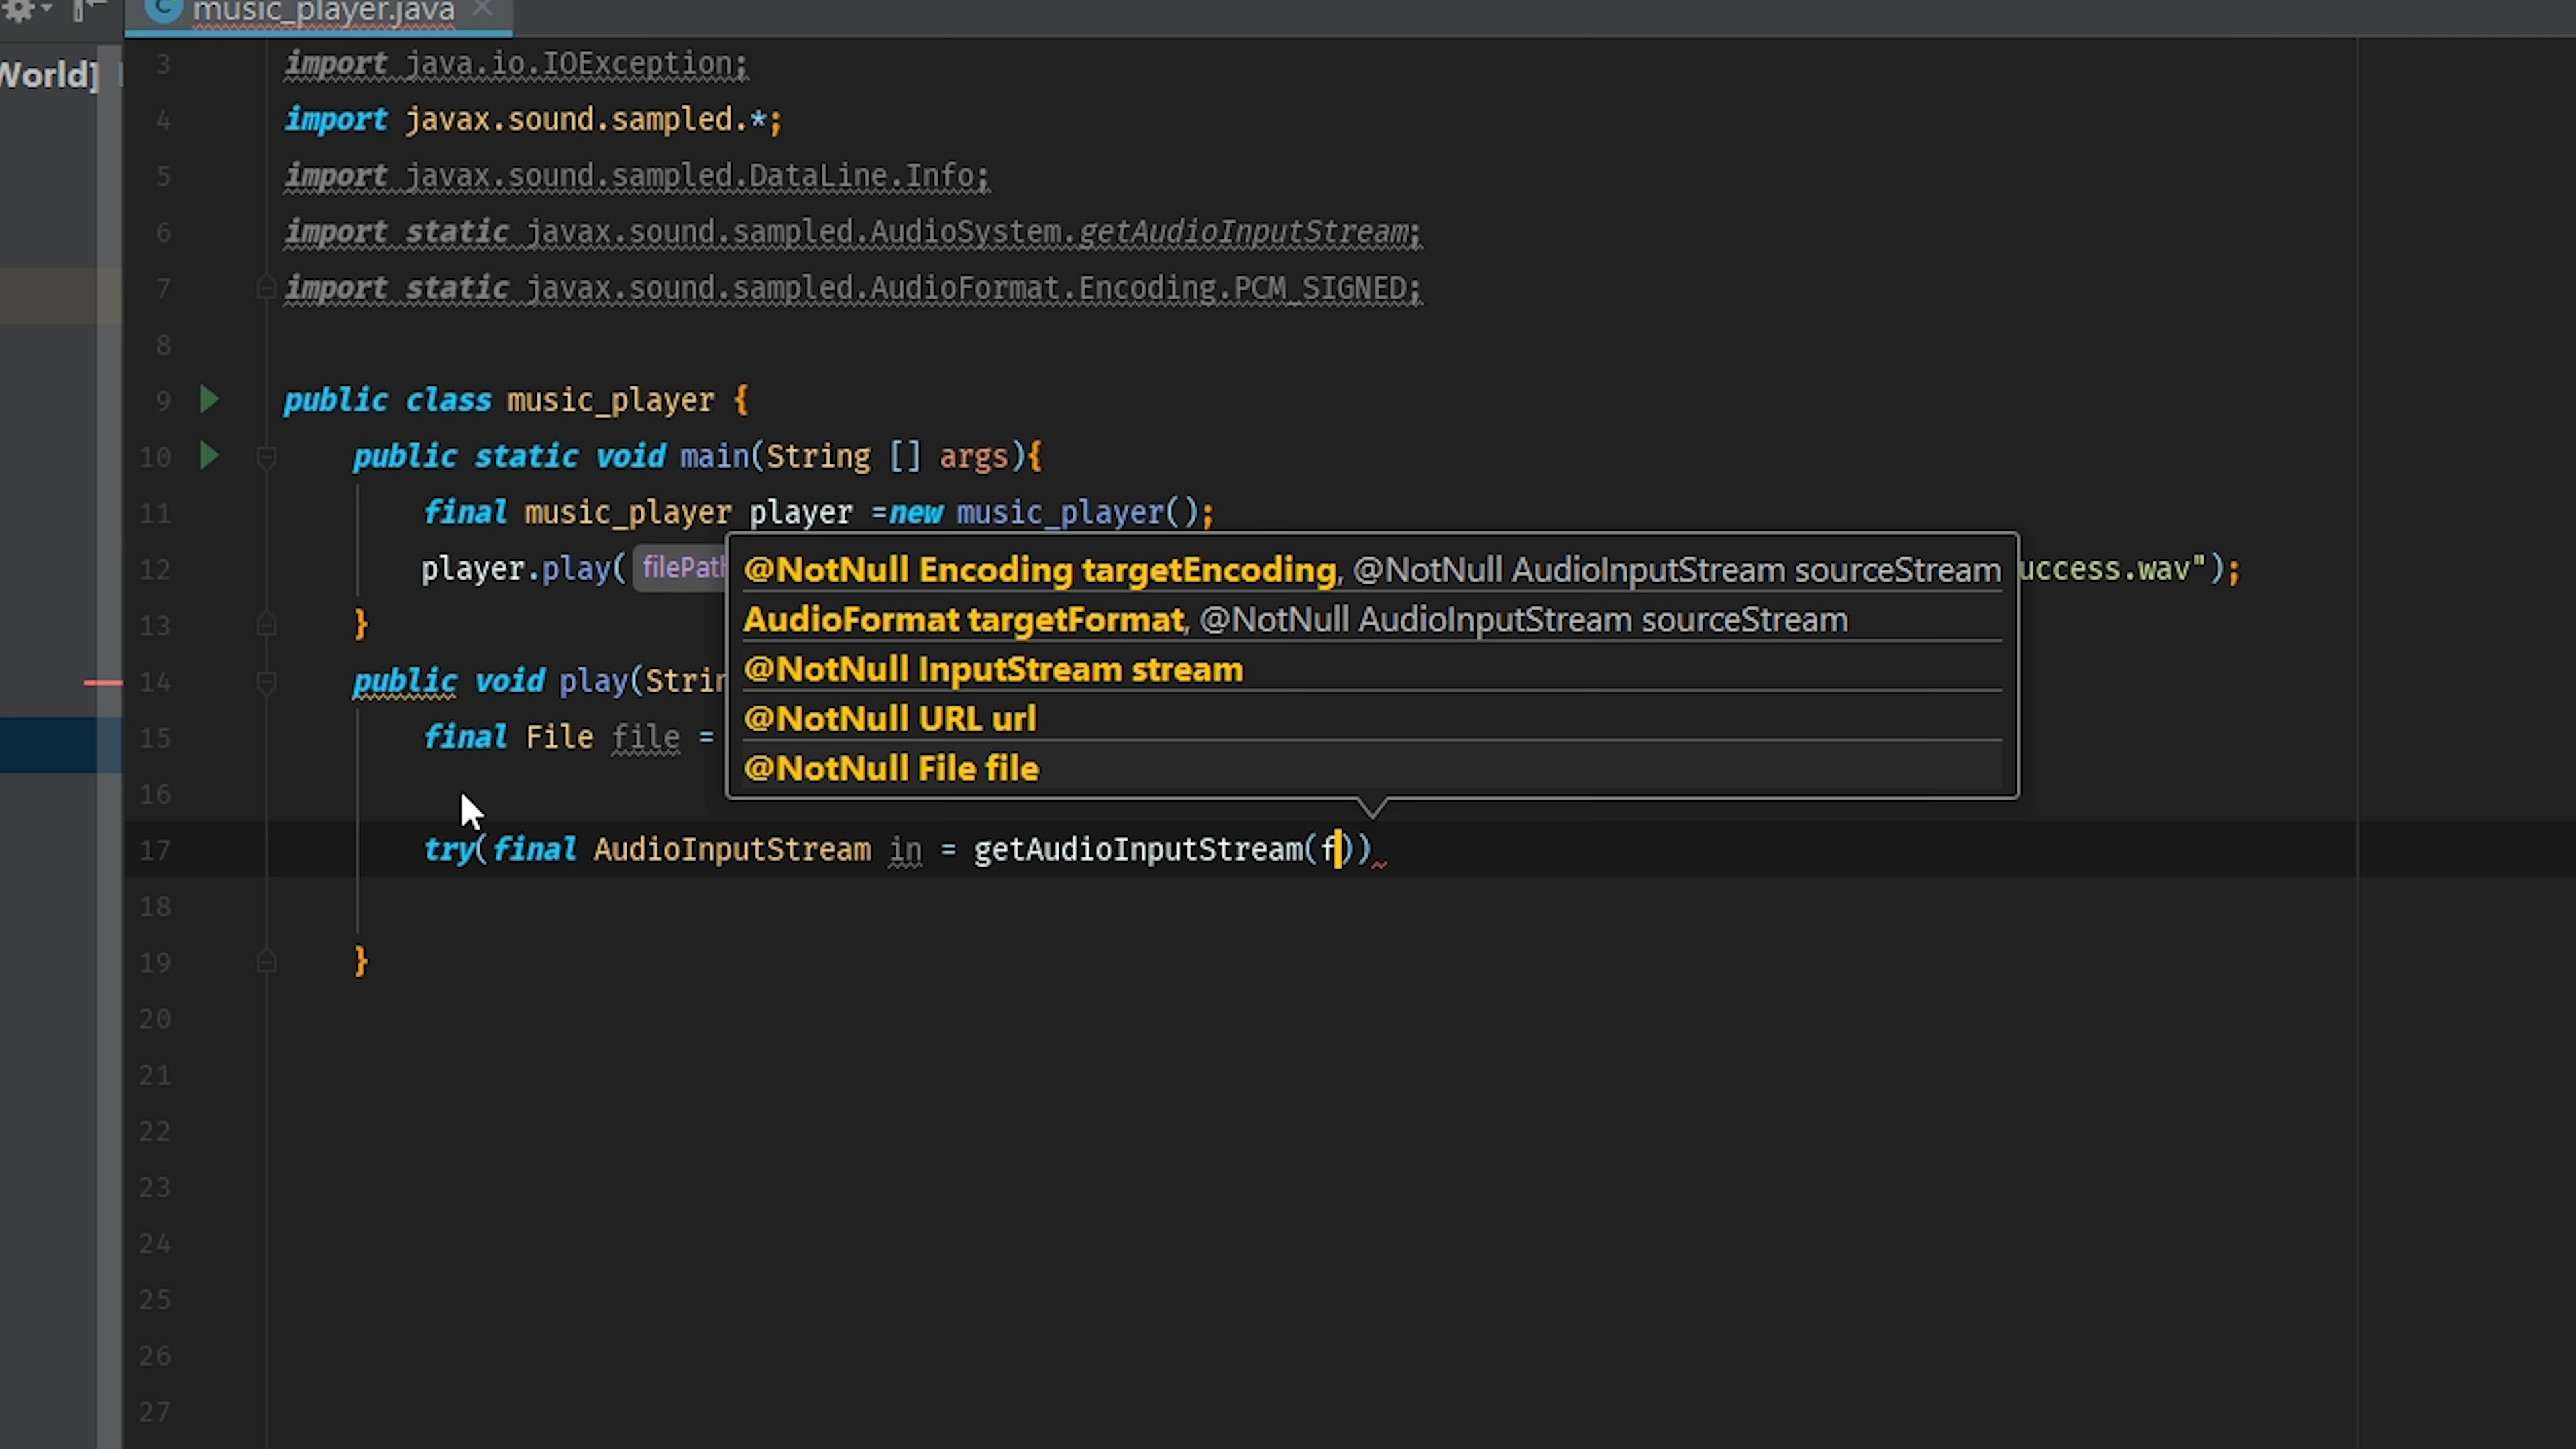 music_player.java
World]
3 import java.io.IOException;
4 import javax.sound.sampled.*;
5 import javax.sound.sampled.DataLine.Info;
6 import static javax.sound.sampled.AudioSystem.getAudioInputStream;
7 import static javax.sound.sampled.AudioFormat.Encoding.PCM_SIGNED;
8
9 public class music_player {
10 public static void main(String [] args){
11 final music_player player =new music_player();
12 player.play( uccess.wav");
@NotNull Encoding targetEncoding, @NotNull AudioInputStream sourceStream
AudioFormat targetFormat, @NotNull AudioInputStream sourceStream
@NotNull InputStream stream
@NotNull URL url
@NotNull File file
13 }
14 public void play(
15 final File file =
16
17 try(final AudioInputStream in = getAudioInputStream(f))
18
19 }
20
21
22
23
24
25
26
27